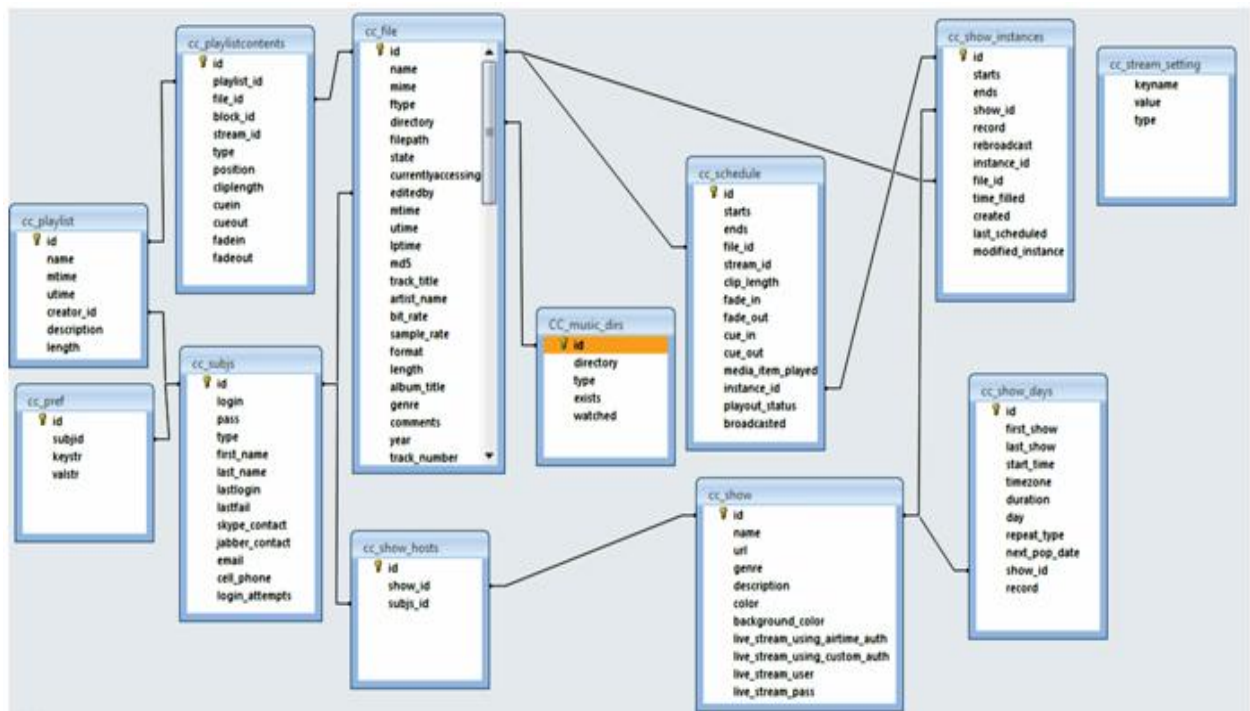 cc_playlistcontents
id
playlist_id
file_id
block_id
stream_id
type
position
cliplength
cuein
cueout
fadein
fadeout
cc_file
id
name
mime
ftype
directory
filepath
state
currentlyaccessing
editedby
mtime
utime
lptime
md5
track_title
artist_name
bit_rate
sample_rate
format
length
album_title
genre
comments
year
track_number
cc_show_instances
id
starts
ends
show_id
record
rebroadcast
instance_id
file_id
time_filled
created
last_scheduled
modified_instance
cc_stream_setting
keyname
value
type
cc_schedule
id
starts
ends
file_id
stream_id
clip_length
fade_in
fade_out
cue_in
cue_out
media_item_played
instance_id
playout_status
broadcasted
cc_playlist
id
name
mtime
utime
creator_id
description
length
CC_music_dirs
id
directory
type
exists
watched
cc_subjs
id
login
pass
type
first_name
last_name
lastlogin
lastfail
skype_contact
jabber_contact
email
cell_phone
login_attempts
cc_pref
id
subjid
keystr
valstr
cc_show_days
id
first_show
last_show
start_time
timezone
duration
day
repeat_type
next_pop_date
show_id
record
cc_show
id
name
url
genre
description
color
background_color
live_stream_using_airtime_auth
live_stream_using_custom_auth
live_stream_user
live_stream_pass
cc_show_hosts
id
show_id
subjs_id